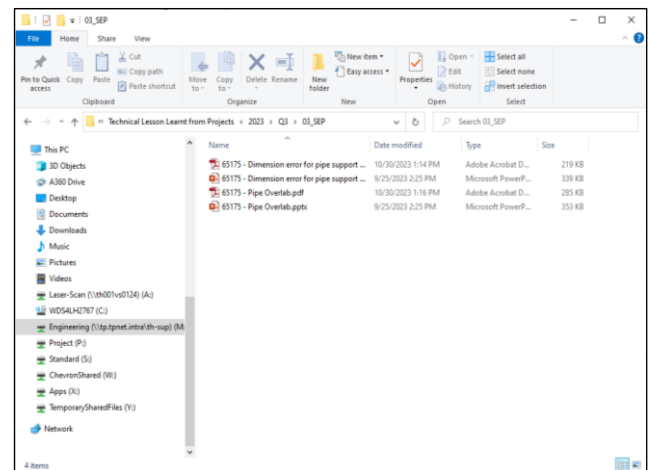 03_SEP
File Home Share View
Pin to Quick access
Copy
Paste
Cut
Copy path
Paste shortcut
Clipboard
Move to
Copy to
Delete
Rename
Organize
New folder
New item
Easy access
New
Properties
Open
Edit
History
Open
Select all
Select none
Invert selection
Select
« Technical Lesson Learnt from Projects › 2023 › Q3 › 03_SEP
Search 03_SEP
This PC
3D Objects
A360 Drive
Desktop
Documents
Downloads
Music
Pictures
Videos
Laser-Scan (\\th001vs0124) (A:)
WDS4LH2767 (C:)
Engineering (\\tp.tpnet.intra\th-sup) (M:
Project (P:)
Standard (S:)
ChevronShared (W:)
Apps (X:)
TemporarySharedFiles (Y:)
Network
Name Date modified Type Size
65175 - Dimension error for pipe support ... 10/30/2023 1:14 PM Adobe Acrobat D... 219 KB
65175 - Dimension error for pipe support ... 9/25/2023 2:25 PM Microsoft PowerP... 339 KB
65175 - Pipe Overlab.pdf 10/30/2023 1:16 PM Adobe Acrobat D... 285 KB
65175 - Pipe Overlab.pptx 9/25/2023 2:25 PM Microsoft PowerP... 353 KB
4 items